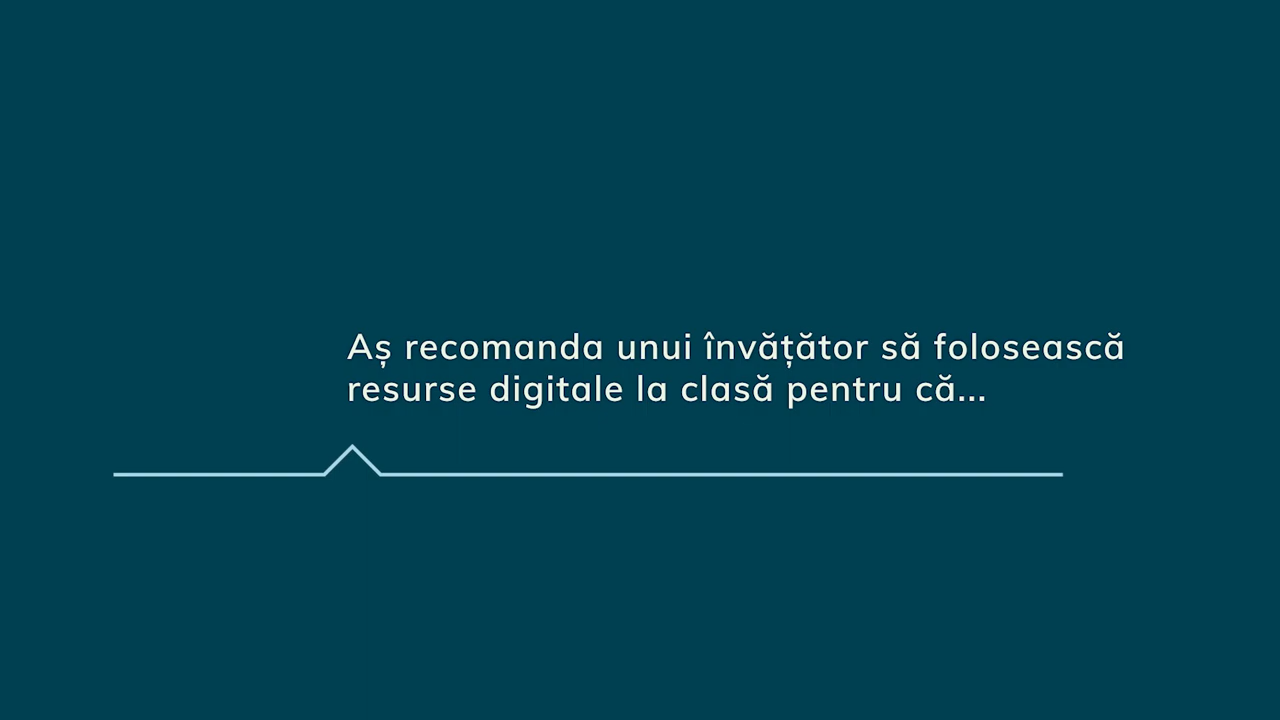 Aș recomanda unui învățător să folosească
resurse digitale la clasă pentru că...